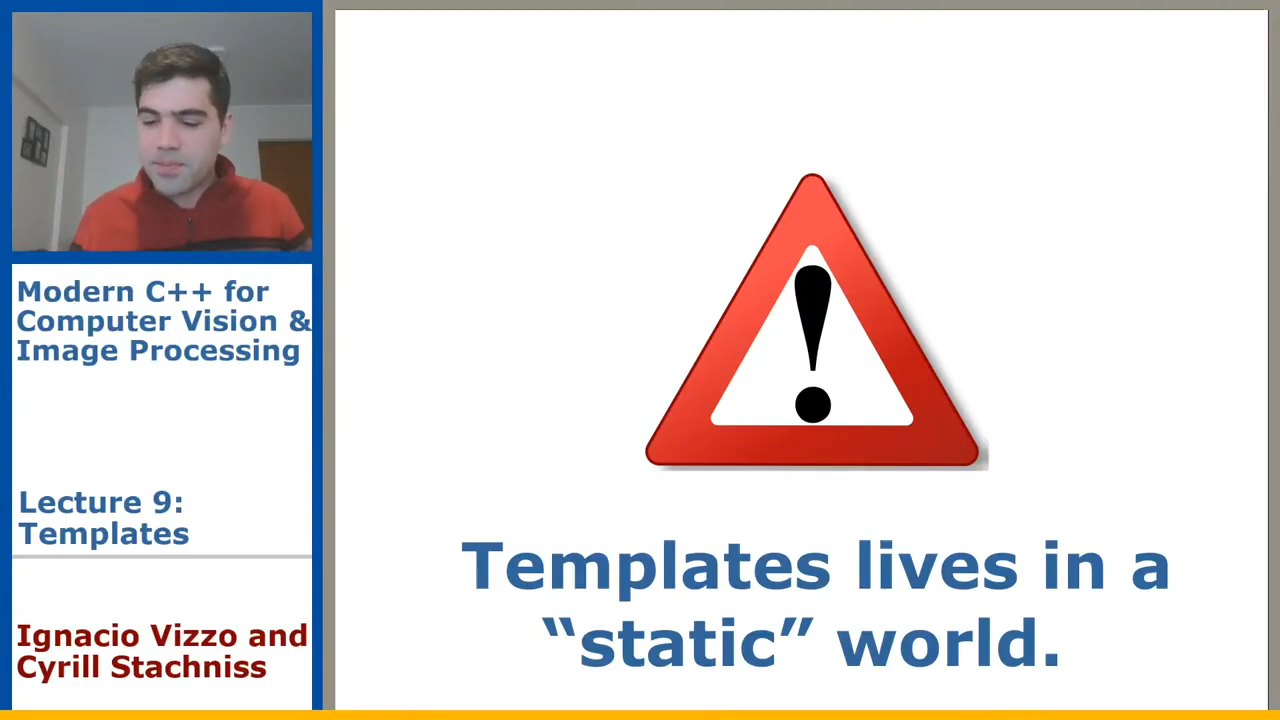 Modern C++ for
Computer Vision &
Image Processing
Lecture 9:
Templates
Ignacio Vizzo and
Cyrill Stachniss
!
Templates lives in a
“static” world.